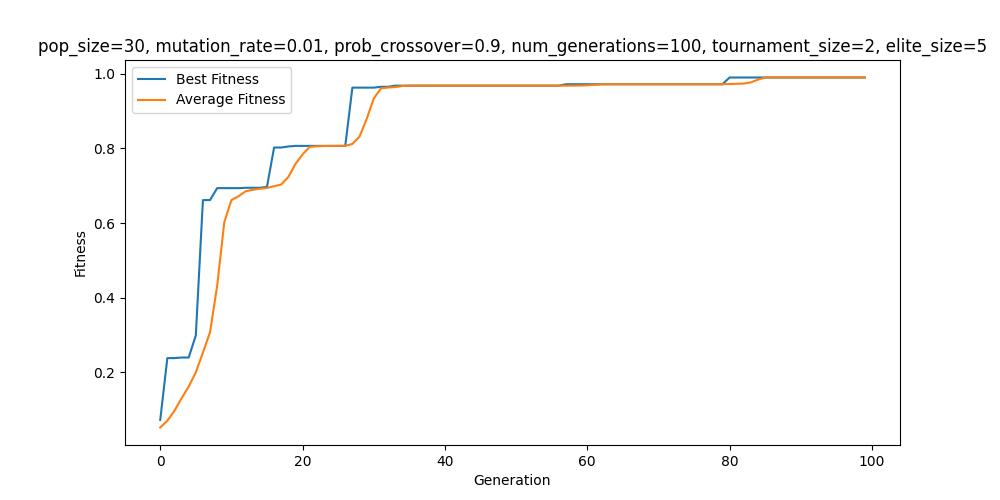 pop_size=30, mutation_rate=0.01, prob_crossover=0.9, num_generations=100, tournament_size=2, elite_size=5
Best Fitness
Average Fitness
1.0
0.8
0.6
0.4
0.2
Fitness
0 20 40 60 80 100
Generation